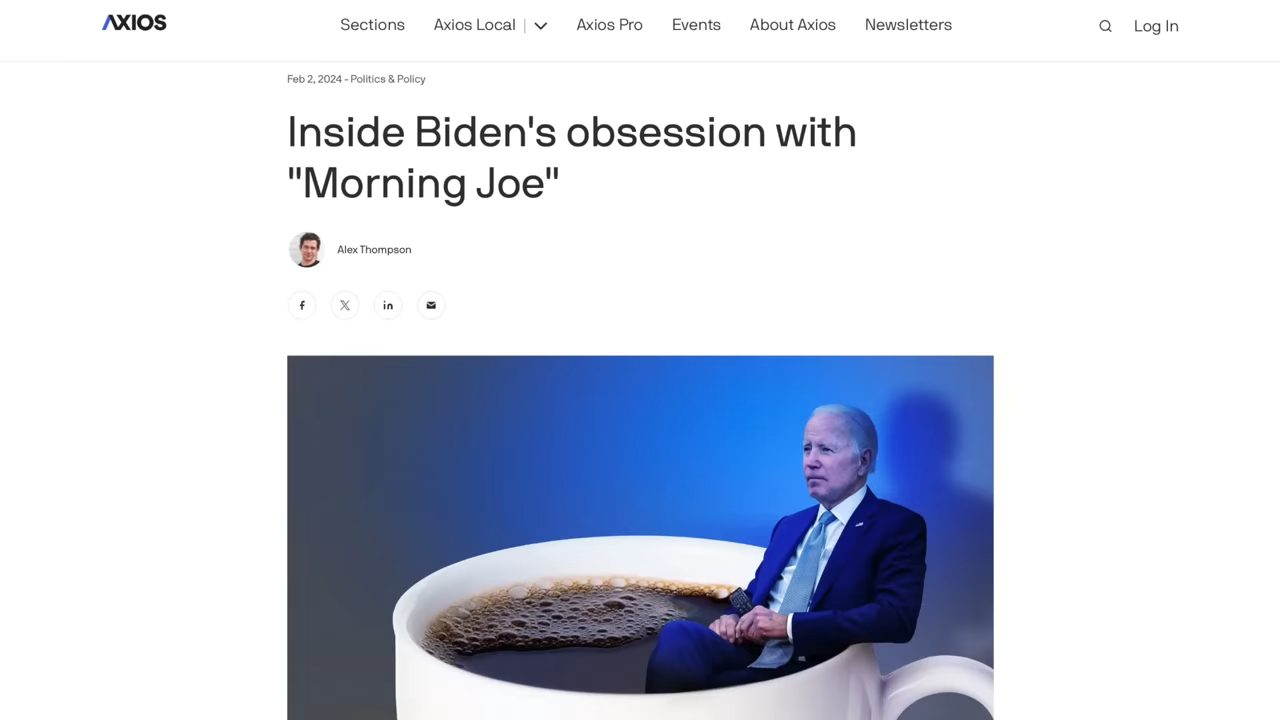 AXIOS
Sections
Axios Local
Axios Pro
Events
About Axios
Newsletters
Log In
Feb 2, 2024 - Politics & Policy
Inside Biden's obsession with
"Morning Joe"
Alex Thompson